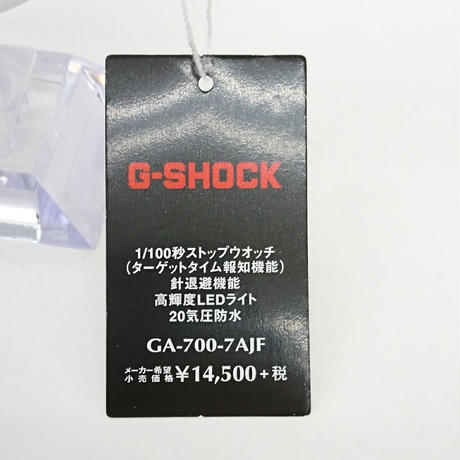 G-SHOCK
1/100秒ストップウオッチ
(ターゲットタイム報知機能)
針退避機能
高輝度LEDライト
20気圧防水
GA-700-7AJF
メーカー希望
小売価格 ¥14,500+税